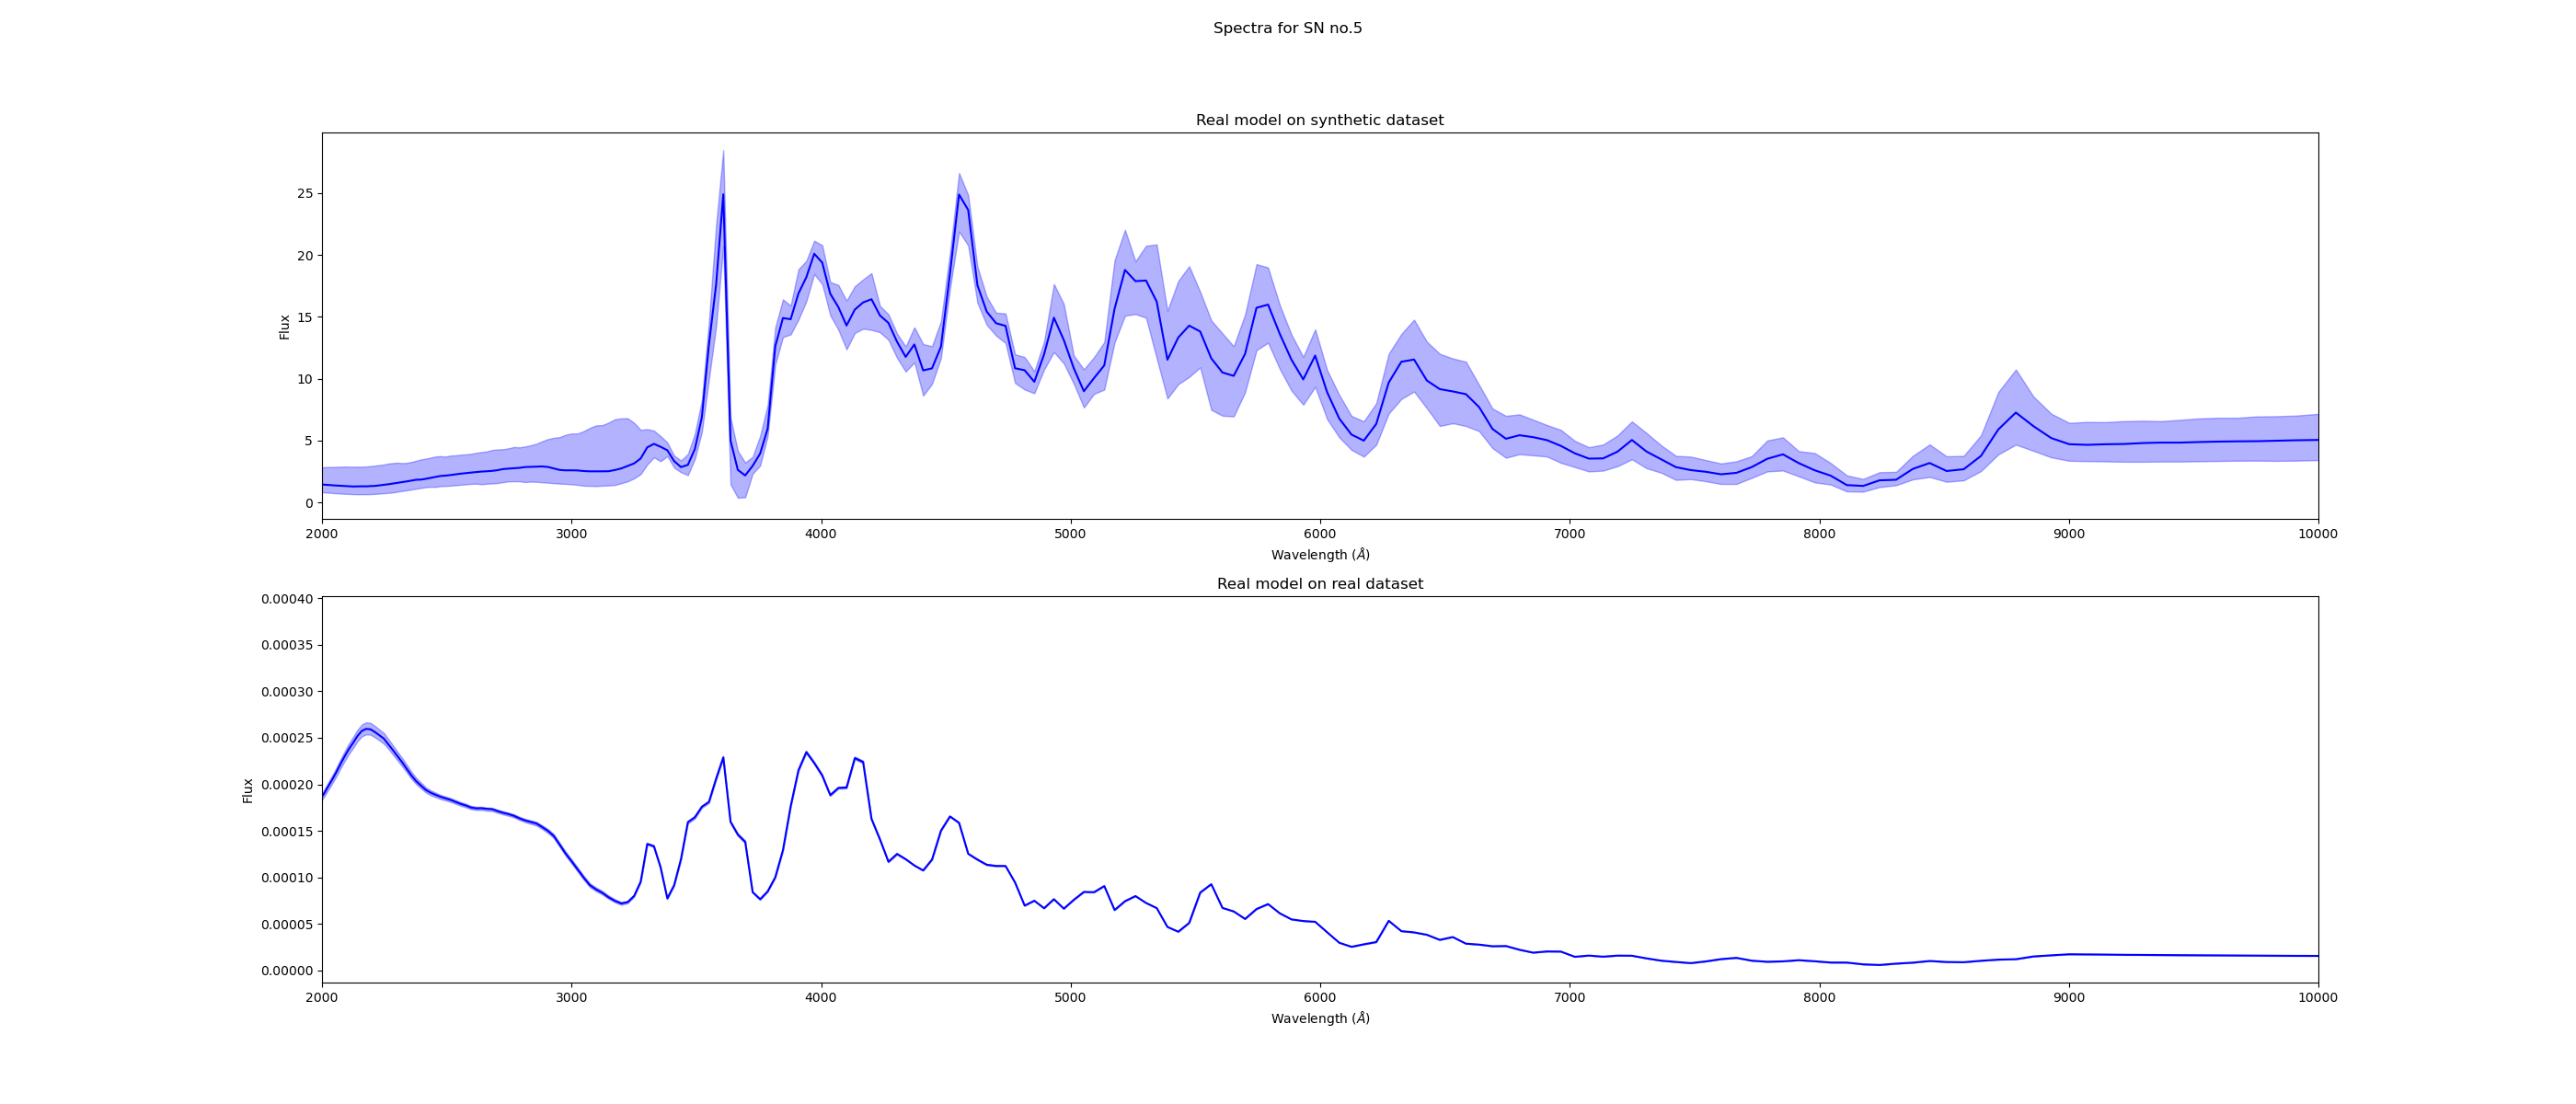 Spectra for SN no.5
Real model on synthetic dataset
25
20
15
10
5
0
Flux
2000 3000 4000 5000 6000 7000 8000 9000 10000
Wavelength (Å)
Real model on real dataset
0.00040
0.00035
0.00030
0.00025
0.00020
0.00015
0.00010
0.00005
0.00000
Flux
2000 3000 4000 5000 6000 7000 8000 9000 10000
Wavelength (Å)